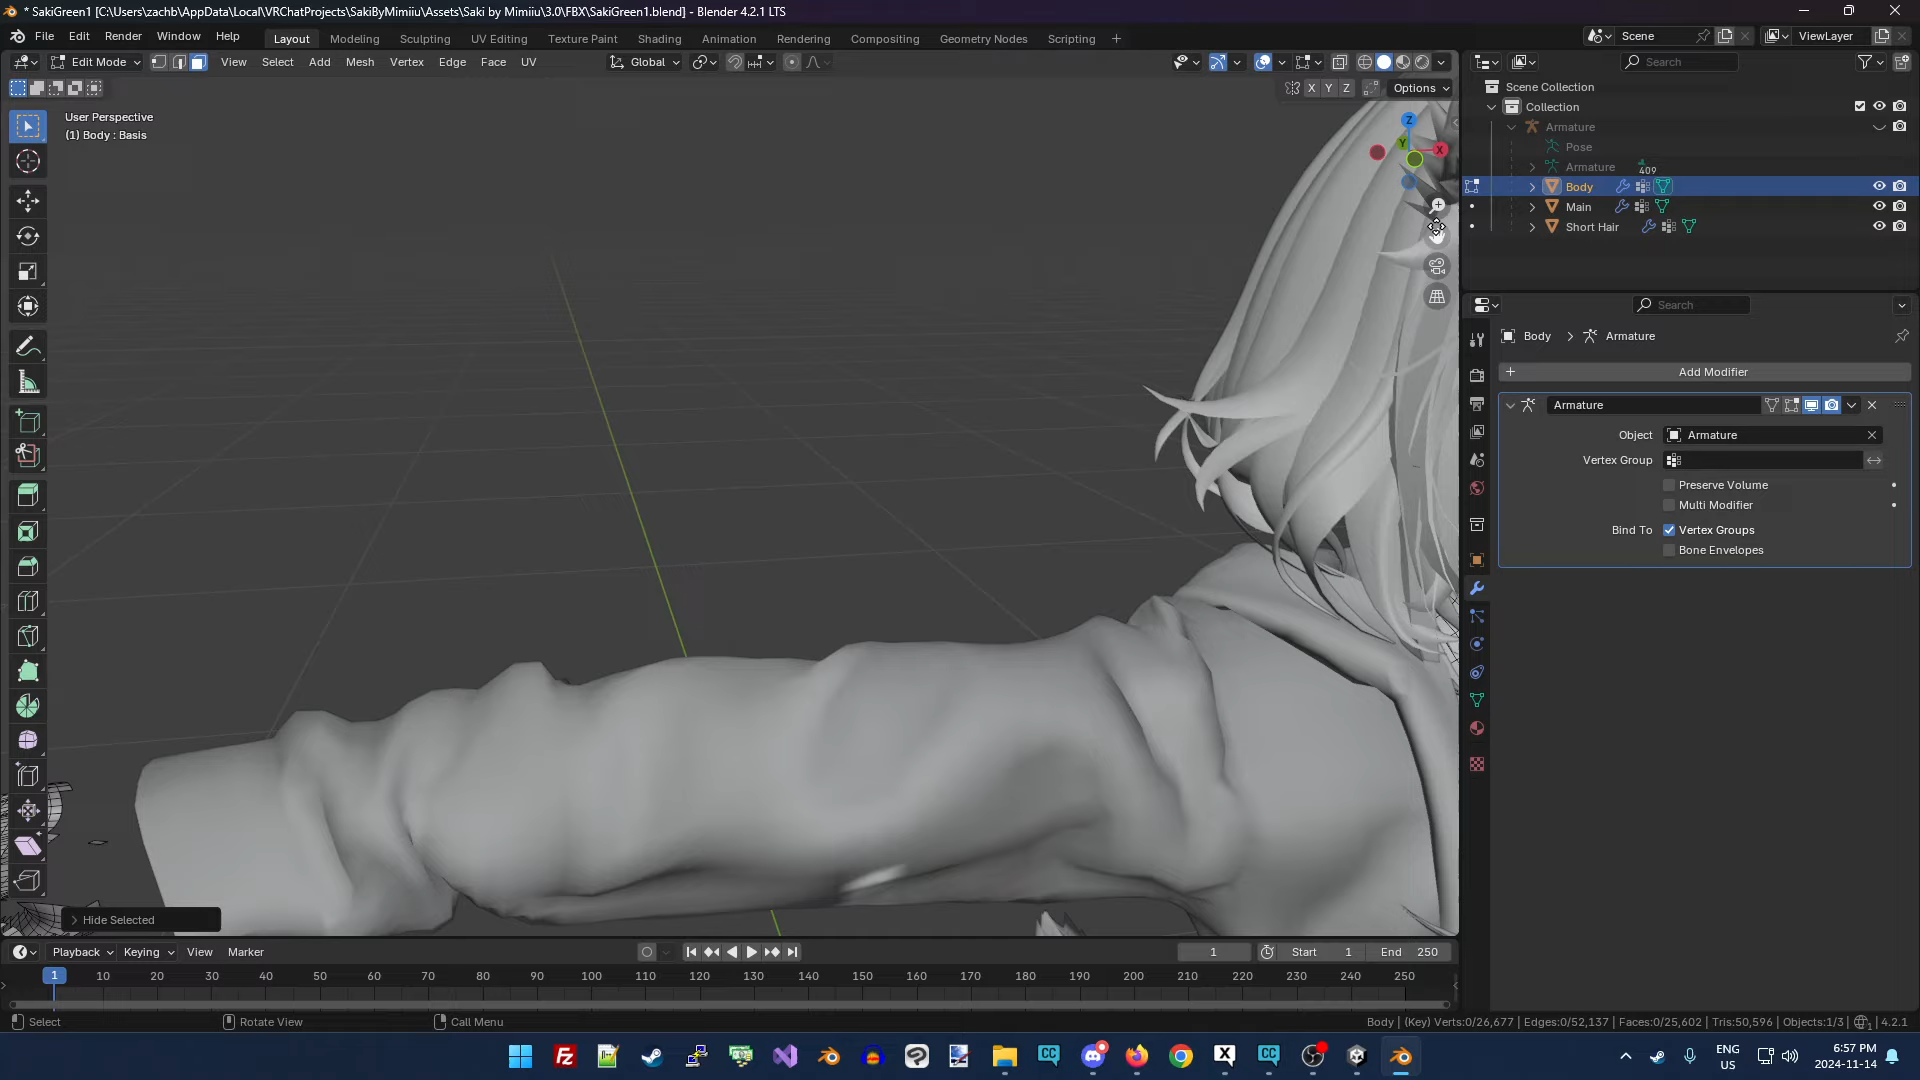 * SakiGreen1 [C:\Users\zachb\AppData\Local\VRChatProjects\SakiByMimiiu\Assets\Saki by Mimiiu\3.0\FBX\SakiGreen1.blend] - Blender 4.2.1 LTS
File Edit Render Window Help Layout Modeling Sculpting UV Editing Texture Paint Shading Animation Rendering Compositing Geometry Nodes Scripting + Scene ViewLayer
Edit Mode View Select Add Mesh Vertex Edge Face UV Global Search
X Y Z Options
User Perspective
(1) Body : Basis
Z
Y
X
Scene Collection
Collection
Armature
Pose
Armature 409
Body
Main
Short Hair
Search
Body > Armature
+ Add Modifier
Armature
Object Armature
Vertex Group
Preserve Volume
Multi Modifier
Bind To Vertex Groups
Bone Envelopes
> Hide Selected
Playback Keying View Marker 1 Start 1 End 250
1 10 20 30 40 50 60 70 80 90 100 110 120 130 140 150 160 170 180 190 200 210 220 230 240 250
Select Rotate View Call Menu Body | (Key) Verts:0/26,677 | Edges:0/52,137 | Faces:0/25,602 | Tris:50,596 | Objects:1/3 | 4.2.1
CC
X
CC
ENG
US
6:57 PM
2024-11-14